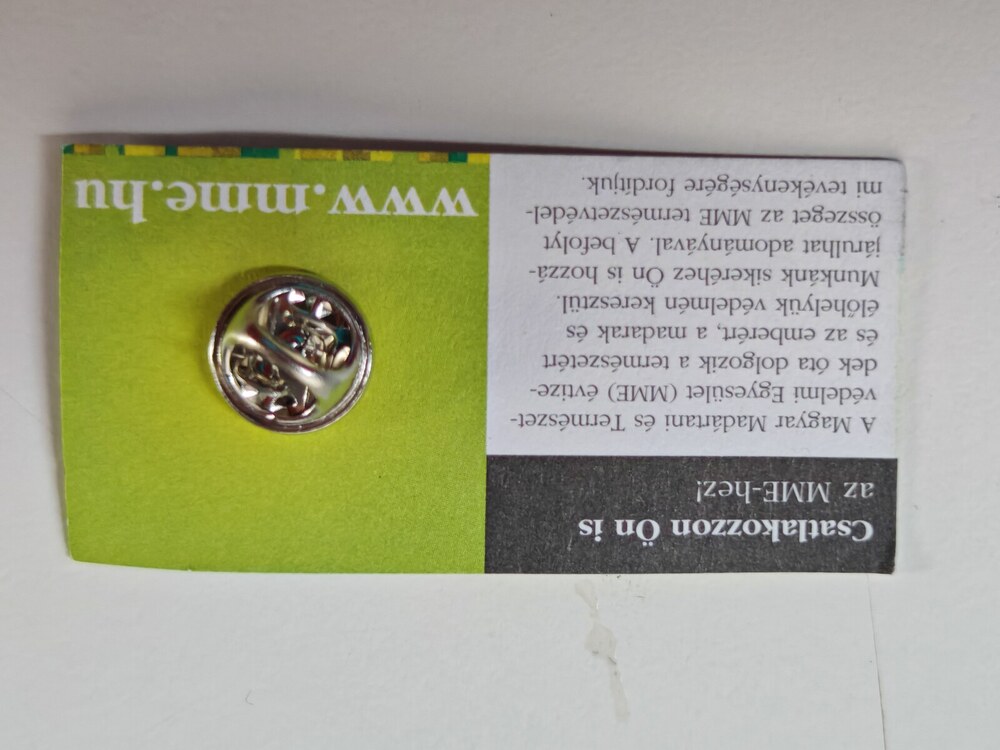 Csatlakozzon Ön is
az MME-hez!
A Magyar Madártani és Természet-
védelmi Egyesület (MME) évtize-
dek óta dolgozik a természetért
és az emberért, a madarak és
élőhelyük védelmén keresztül.
Munkánk sikeréhez Ön is hozzá-
járulhat adományával. A befolyt
összeget az MME természetvédel-
mi tevékenységére fordítjuk.
www.mme.hu